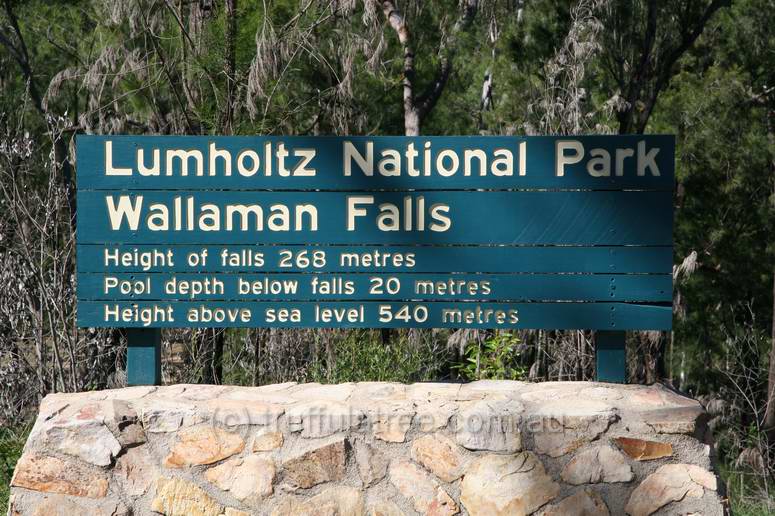 Lumholtz National Park
Wallaman Falls
Height of falls 268 metres
Pool depth below falls 20 metres
Height above sea level 540 metres
(c) truffulatree.com.au